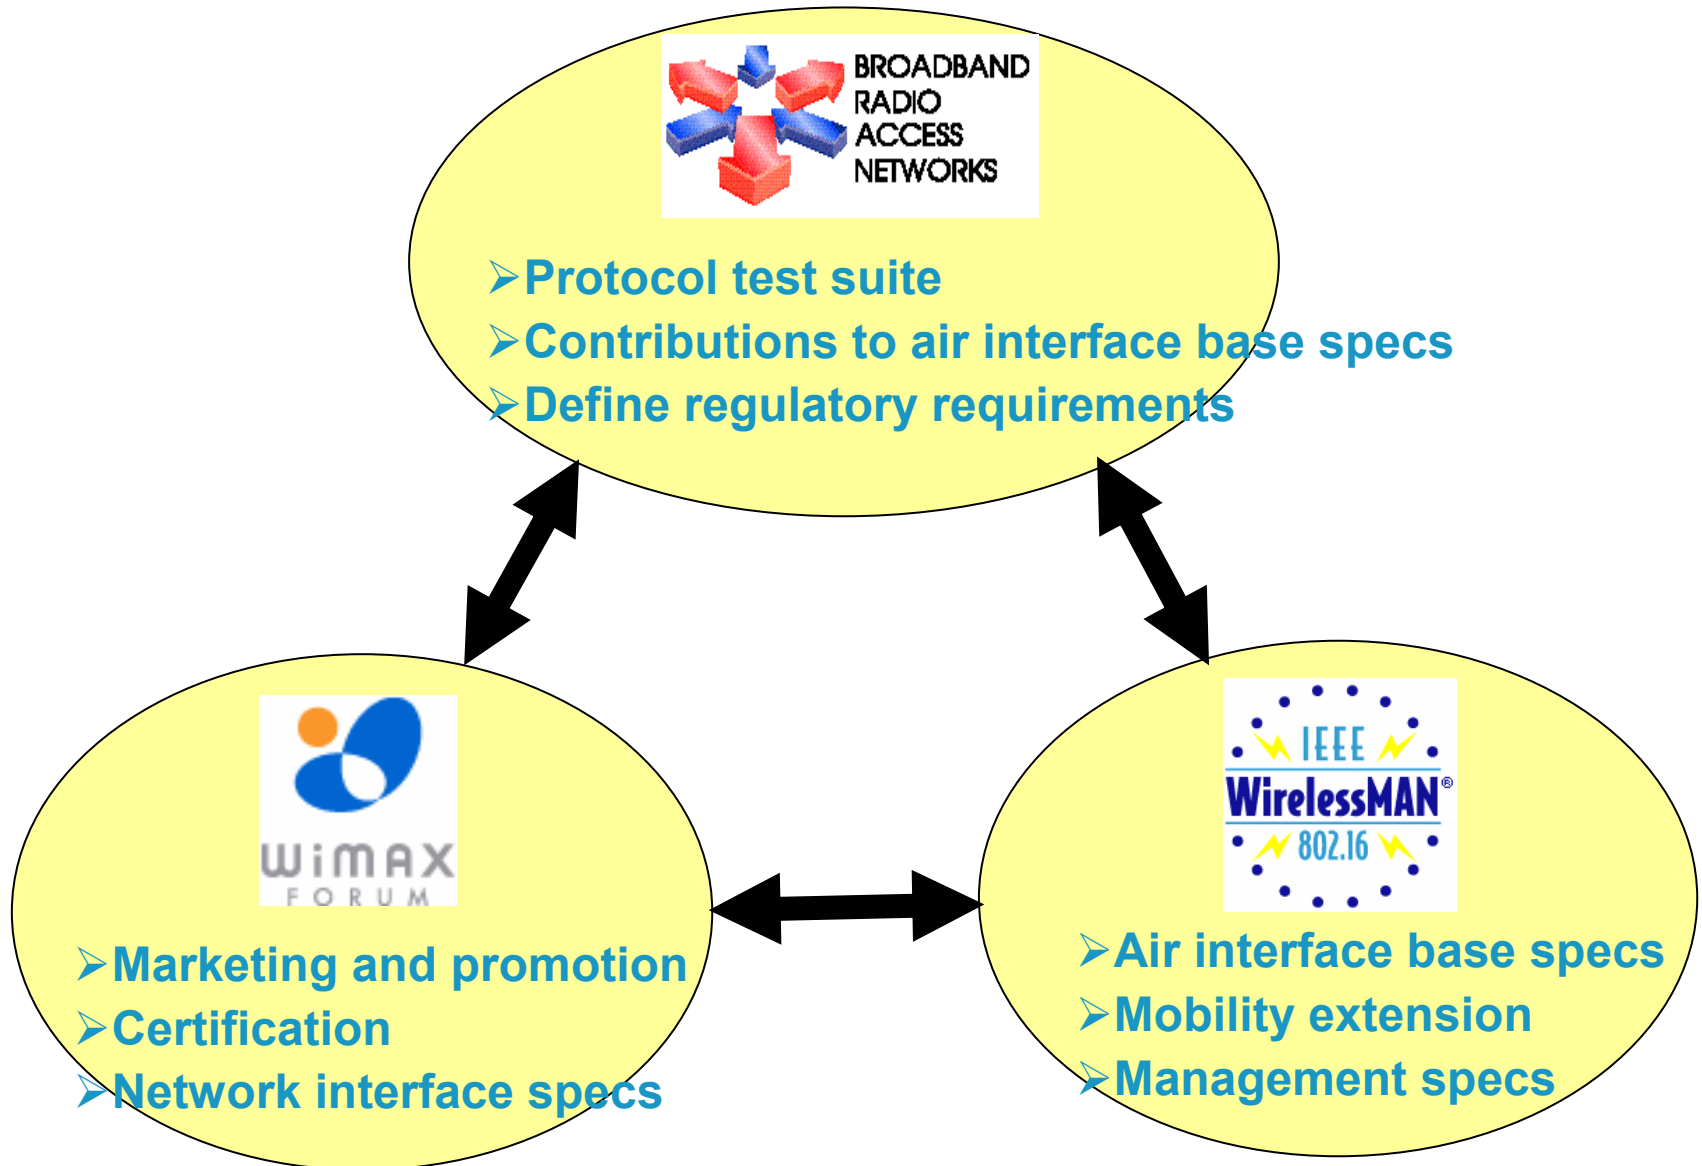 BROADBAND
RADIO
ACCESS
NETWORKS
➢Protocol test suite
➢Contributions to air interface base specs
➢Define regulatory requirements
WiMAX
FORUM
➢Marketing and promotion
➢Certification
➢Network interface specs
IEEE
WirelessMAN®
802.16
➢Air interface base specs
➢Mobility extension
➢Management specs